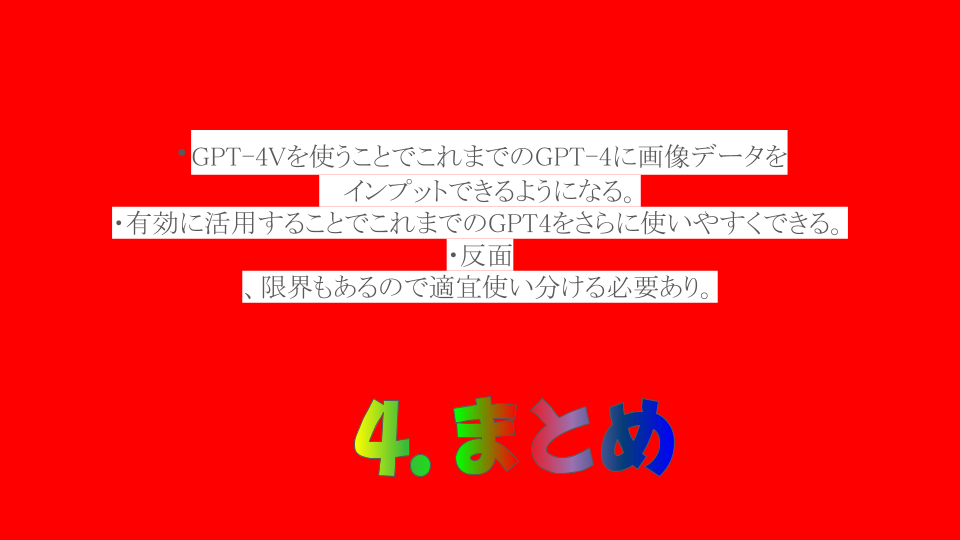 ・GPT-4Vを使うことでこれまでのGPT-4に画像データを
インプットできるようになる。
・有効に活用することでこれまでのGPT4をさらに使いやすくできる。
・反面
、限界もあるので適宜使い分ける必要あり。
4.まとめ